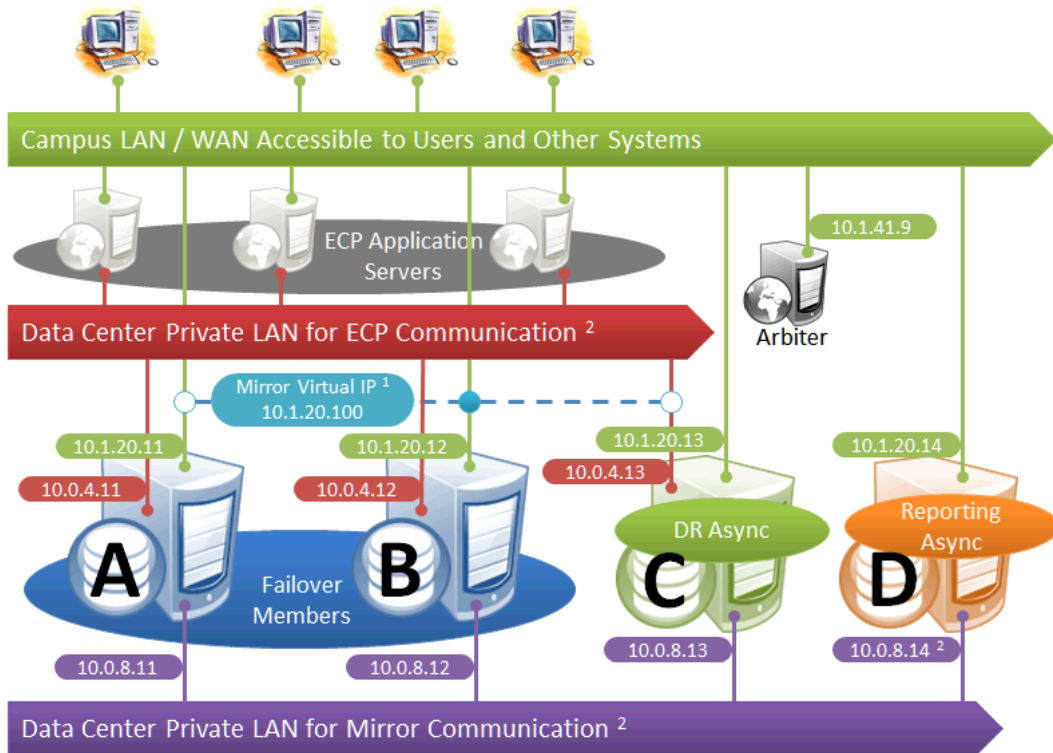 Campus LAN / WAN Accessible to Users and Other Systems
ECP Application
Servers
10.1.41.9
Arbiter
Data Center Private LAN for ECP Communication ²
Mirror Virtual IP ¹
10.1.20.100
10.1.20.11
10.1.20.12
10.1.20.13
10.1.20.14
10.0.4.11
10.0.4.12
10.0.4.13
DR Async
Reporting
Async
A
B
C
D
Failover
Members
10.0.8.11
10.0.8.12
10.0.8.13
10.0.8.14 ²
Data Center Private LAN for Mirror Communication ²